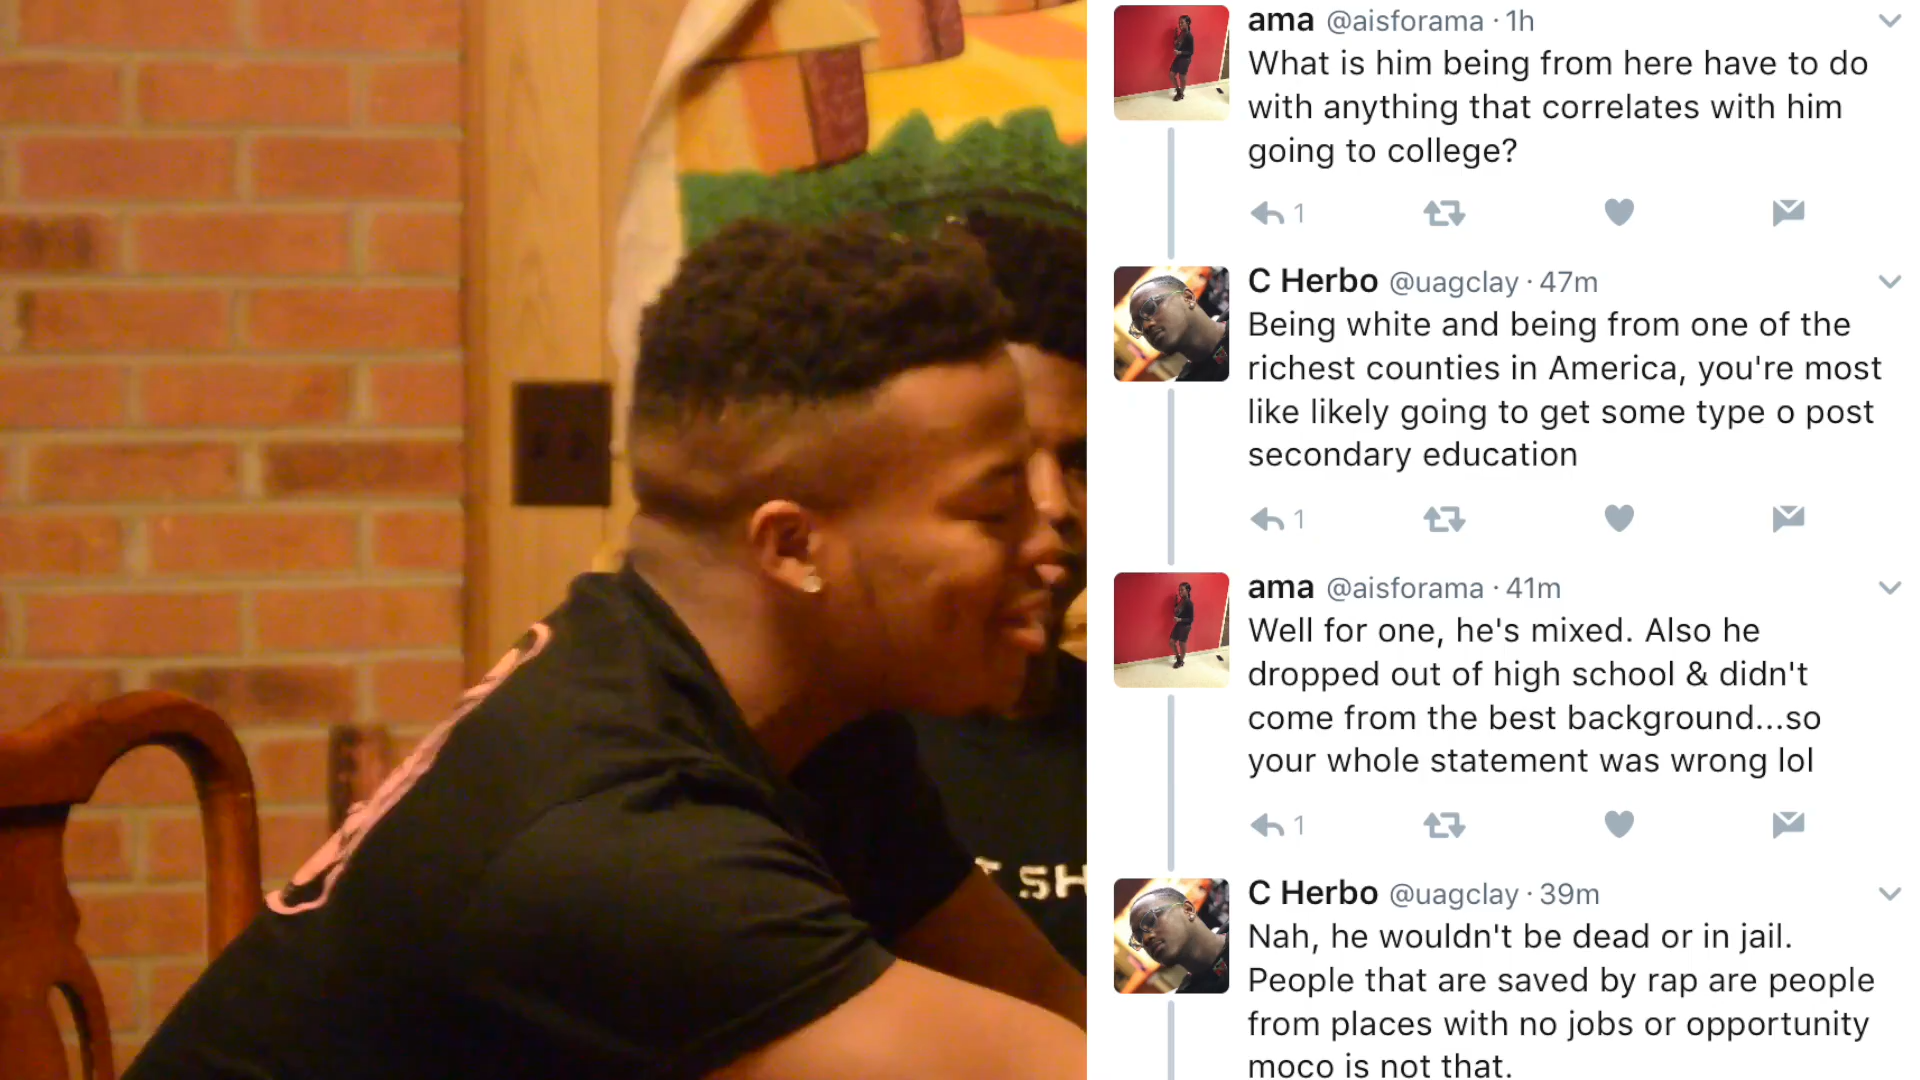 T SH
ama @aisforama · 1h
What is him being from here have to do
with anything that correlates with him
going to college?
1
C Herbo @uagclay · 47m
Being white and being from one of the
richest counties in America, you're most
like likely going to get some type o post
secondary education
1
ama @aisforama · 41m
Well for one, he's mixed. Also he
dropped out of high school & didn't
come from the best background...so
your whole statement was wrong lol
1
C Herbo @uagclay · 39m
Nah, he wouldn't be dead or in jail.
People that are saved by rap are people
from places with no jobs or opportunity
moco is not that.